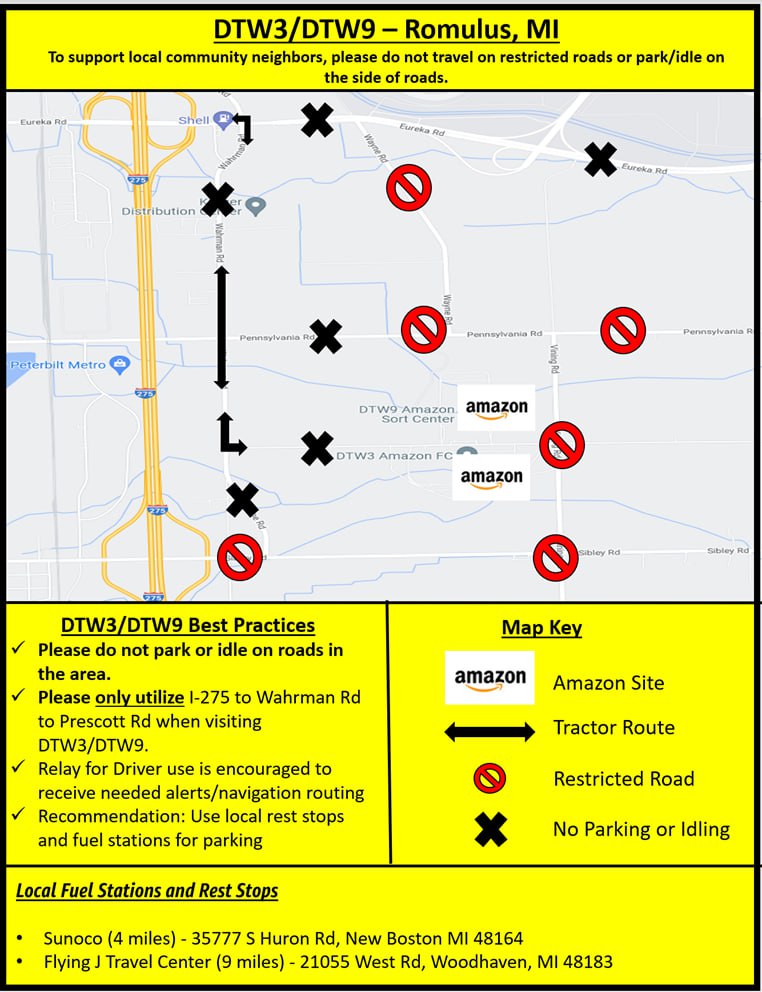 DTW3/DTW9 – Romulus, MI
To support local community neighbors, please do not travel on restricted roads or park/idle on
the side of roads.
Eureka Rd
Shell
Wahrman
Wayne Rd
Eureka Rd
Eureka Rd
275
Distribution Center
Wahrman Rd
Wayne Rd
Pennsylvania Rd
Pennsylvania Rd
Pennsylvania R
Vining Rd
Peterbilt Metro
275
DTW9 Amazon
Sort Center
amazon
DTW3 Amazon FC
amazon
275
Sibley Rd
Sibley Rd
275
DTW3/DTW9 Best Practices
✓ Please do not park or idle on roads in
the area.
✓ Please only utilize I-275 to Wahrman Rd
to Prescott Rd when visiting
DTW3/DTW9.
✓ Relay for Driver use is encouraged to
receive needed alerts/navigation routing
✓ Recommendation: Use local rest stops
and fuel stations for parking
Map Key
amazon
Amazon Site
Tractor Route
Restricted Road
No Parking or Idling
Local Fuel Stations and Rest Stops
• Sunoco (4 miles) - 35777 S Huron Rd, New Boston MI 48164
• Flying J Travel Center (9 miles) - 21055 West Rd, Woodhaven, MI 48183